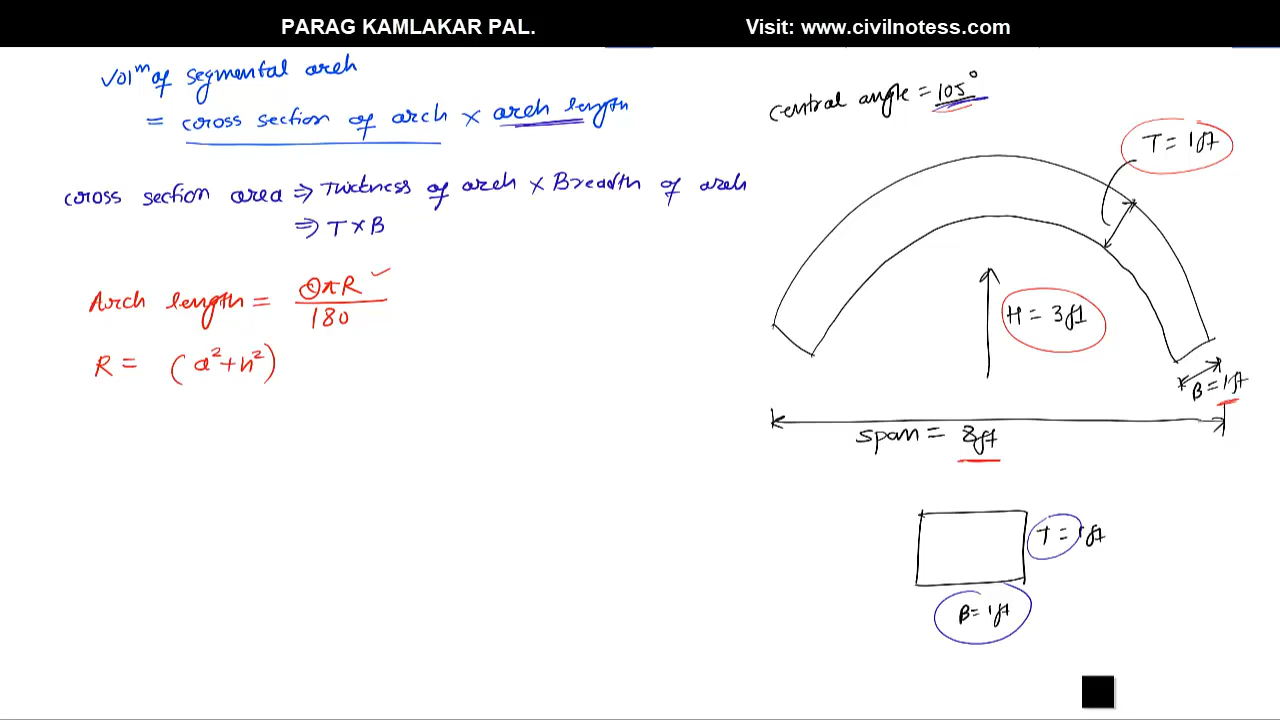 PARAG KAMLAKAR PAL.
Visit: www.civilnotess.com
Vol^m of segmental arch
= cross section of arch × arch length
cross section area ⇒ Thickness of arch × Breadth of arch
⇒ T×B
Arch length = θπR / 180 ✓
R = (a²+h²)
central angle = 105°
T = 1ft
H = 3ft
B = 1ft
span = 8ft
T = 1ft
B = 1ft